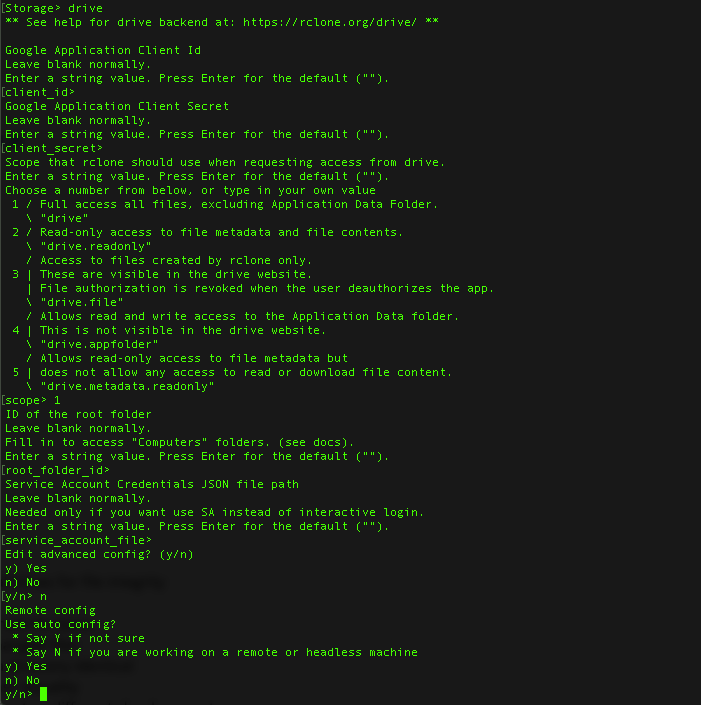 [Storage> drive
** See help for drive backend at: https://rclone.org/drive/ **
Google Application Client Id
Leave blank normally.
Enter a string value. Press Enter for the default ("").
[client_id>
Google Application Client Secret
Leave blank normally.
Enter a string value. Press Enter for the default ("").
[client_secret>
Scope that rclone should use when requesting access from drive.
Enter a string value. Press Enter for the default ("").
Choose a number from below, or type in your own value
1 / Full access all files, excluding Application Data Folder.
\ "drive"
2 / Read-only access to file metadata and file contents.
\ "drive.readonly"
/ Access to files created by rclone only.
3 | These are visible in the drive website.
| File authorization is revoked when the user deauthorizes the app.
\ "drive.file"
/ Allows read and write access to the Application Data folder.
4 | This is not visible in the drive website.
\ "drive.appfolder"
/ Allows read-only access to file metadata but
5 | does not allow any access to read or download file content.
\ "drive.metadata.readonly"
[scope> 1
ID of the root folder
Leave blank normally.
Fill in to access "Computers" folders. (see docs).
Enter a string value. Press Enter for the default ("").
[root_folder_id>
Service Account Credentials JSON file path
Leave blank normally.
Needed only if you want use SA instead of interactive login.
Enter a string value. Press Enter for the default ("").
[service_account_file>
Edit advanced config? (y/n)
y) Yes
n) No
[y/n> n
Remote config
Use auto config?
* Say Y if not sure
* Say N if you are working on a remote or headless machine
y) Yes
n) No
y/n>